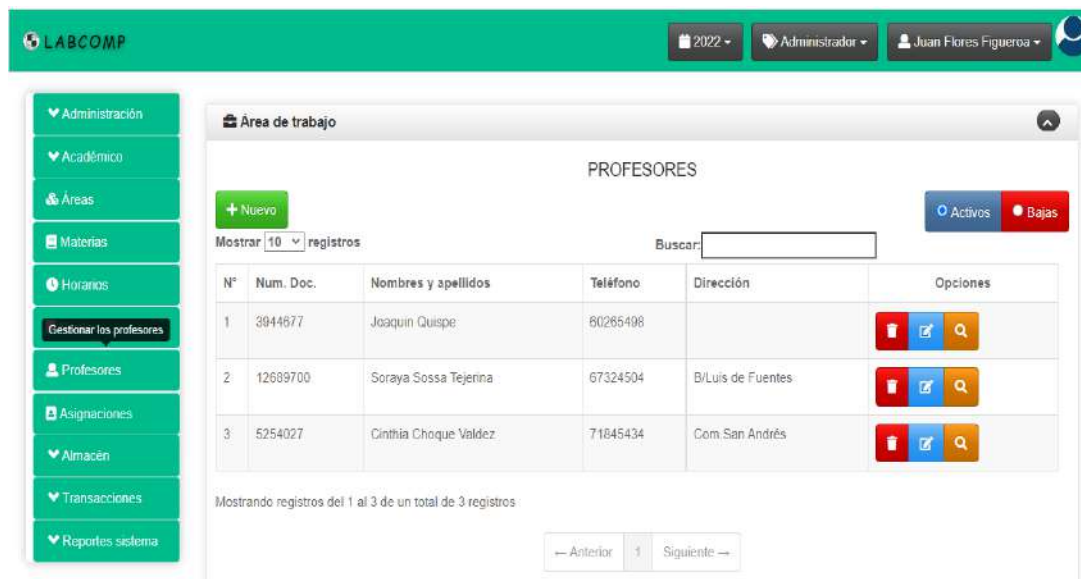 LABCOMP
2022
Administrador
Juan Flores Figueroa
Administración
Académico
Áreas
Materias
Horarios
Gestionar los profesores
Profesores
Asignaciones
Almacén
Transacciones
Reportes sistema
Área de trabajo
PROFESORES
+ Nuevo
Activos
Bajas
Mostrar 10 registros
Buscar:
N° Num. Doc. Nombres y apellidos Teléfono Dirección Opciones
1 3944677 Joaquin Quispe 60265498
2 12689700 Soraya Sossa Tejerina 67324504 B/Luis de Fuentes
3 5254027 Cinthia Choque Valdez 71845434 Com.San Andrés
Mostrando registros del 1 al 3 de un total de 3 registros
← Anterior 1 Siguiente →